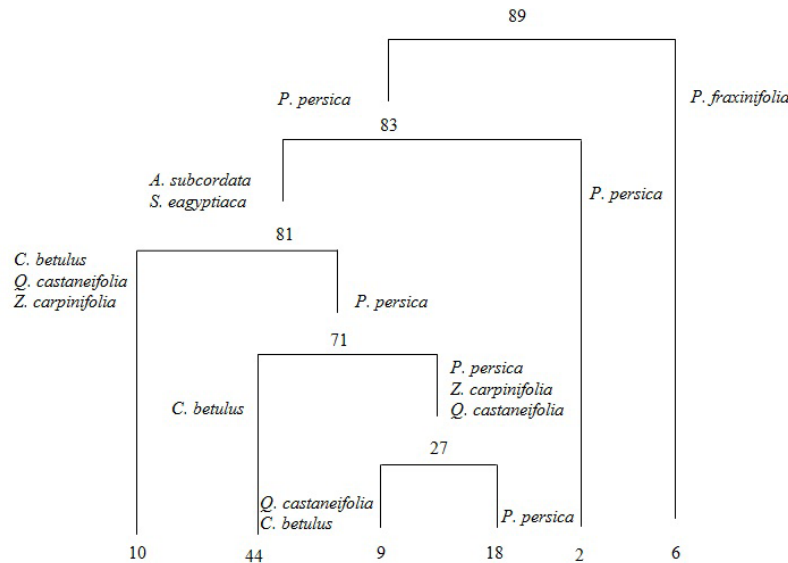 89
P. persica
P. fraxinifolia
83
A. subcordata
S. eagyptiaca
P. persica
81
C. betulus
Q. castaneifolia
Z. carpinifolia
P. persica
71
C. betulus
P. persica
Z. carpinifolia
Q. castaneifolia
27
Q. castaneifolia
C. betulus
P. persica
10
44
9
18
2
6